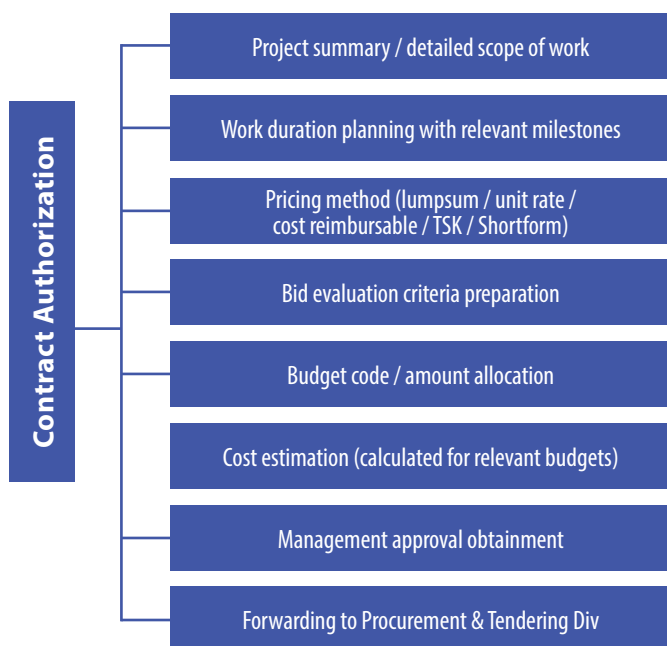 Contract Authorization
Project summary / detailed scope of work
Work duration planning with relevant milestones
Pricing method (lumpsum / unit rate /
cost reimbursable / TSK / Shortform)
Bid evaluation criteria preparation
Budget code / amount allocation
Cost estimation (calculated for relevant budgets)
Management approval obtainment
Forwarding to Procurement & Tendering Div